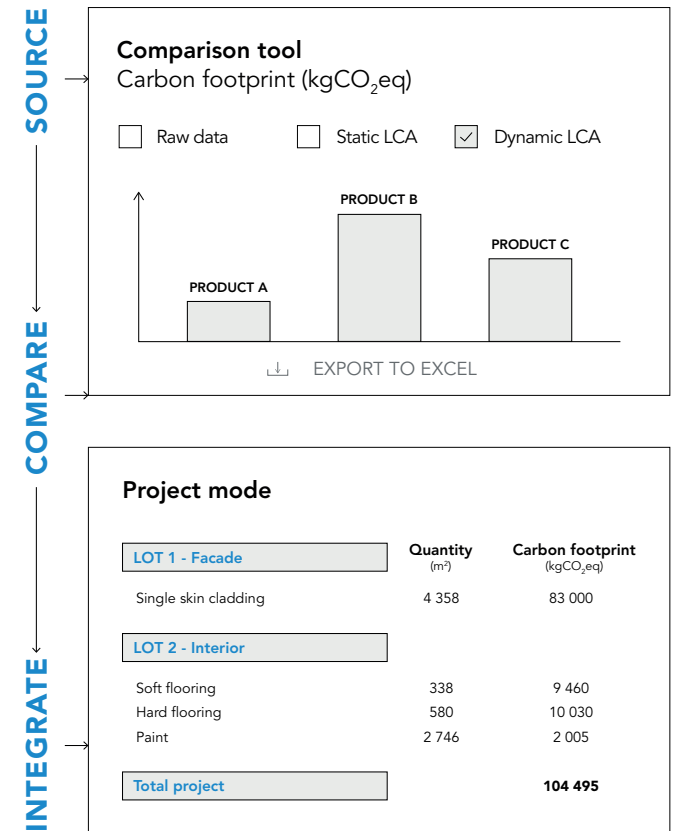 SOURCE
COMPARE
INTEGRATE
Comparison tool
Carbon footprint (kgCO₂eq)
Raw data Static LCA Dynamic LCA
PRODUCT B
PRODUCT C
PRODUCT A
EXPORT TO EXCEL
Project mode
LOT 1 - Facade Quantity Carbon footprint
(m²) (kgCO₂eq)
Single skin cladding 4 358 83 000
LOT 2 - Interior
Soft flooring 338 9 460
Hard flooring 580 10 030
Paint 2 746 2 005
Total project 104 495